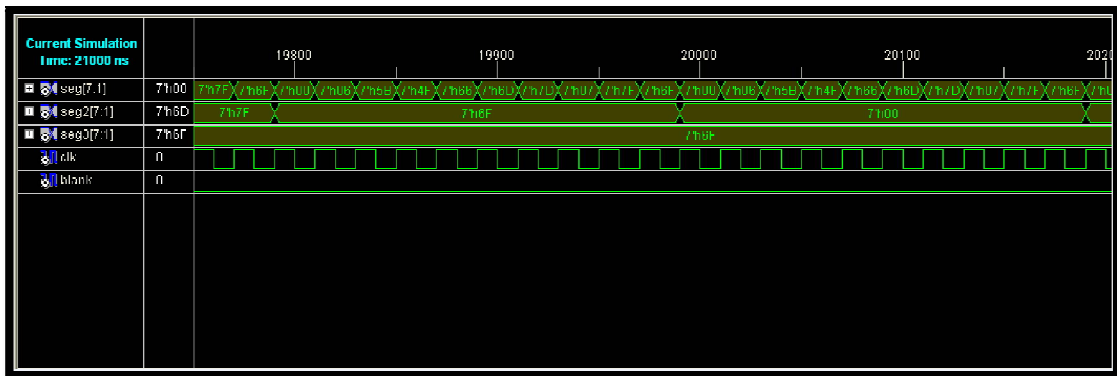 Current Simulation
Time: 21000 ns
19800 19900 20000 20100 2020
seg[7:1] 7'h00 7'h7F 7'h6F 7'h00 7'h06 7'h5B 7'h4F 7'h66 7'h6D 7'h7D 7'h07 7'h7F 7'h6F 7'h00 7'h06 7'h5B 7'h4F 7'h66 7'h6D 7'h7D 7'h07 7'h7F 7'h6F 7'h0
seg2[7:1] 7'h6D 7'h7F 7'h6F 7'h00
seg3[7:1] 7'h6F 7'h6F
clk 0
blank 0